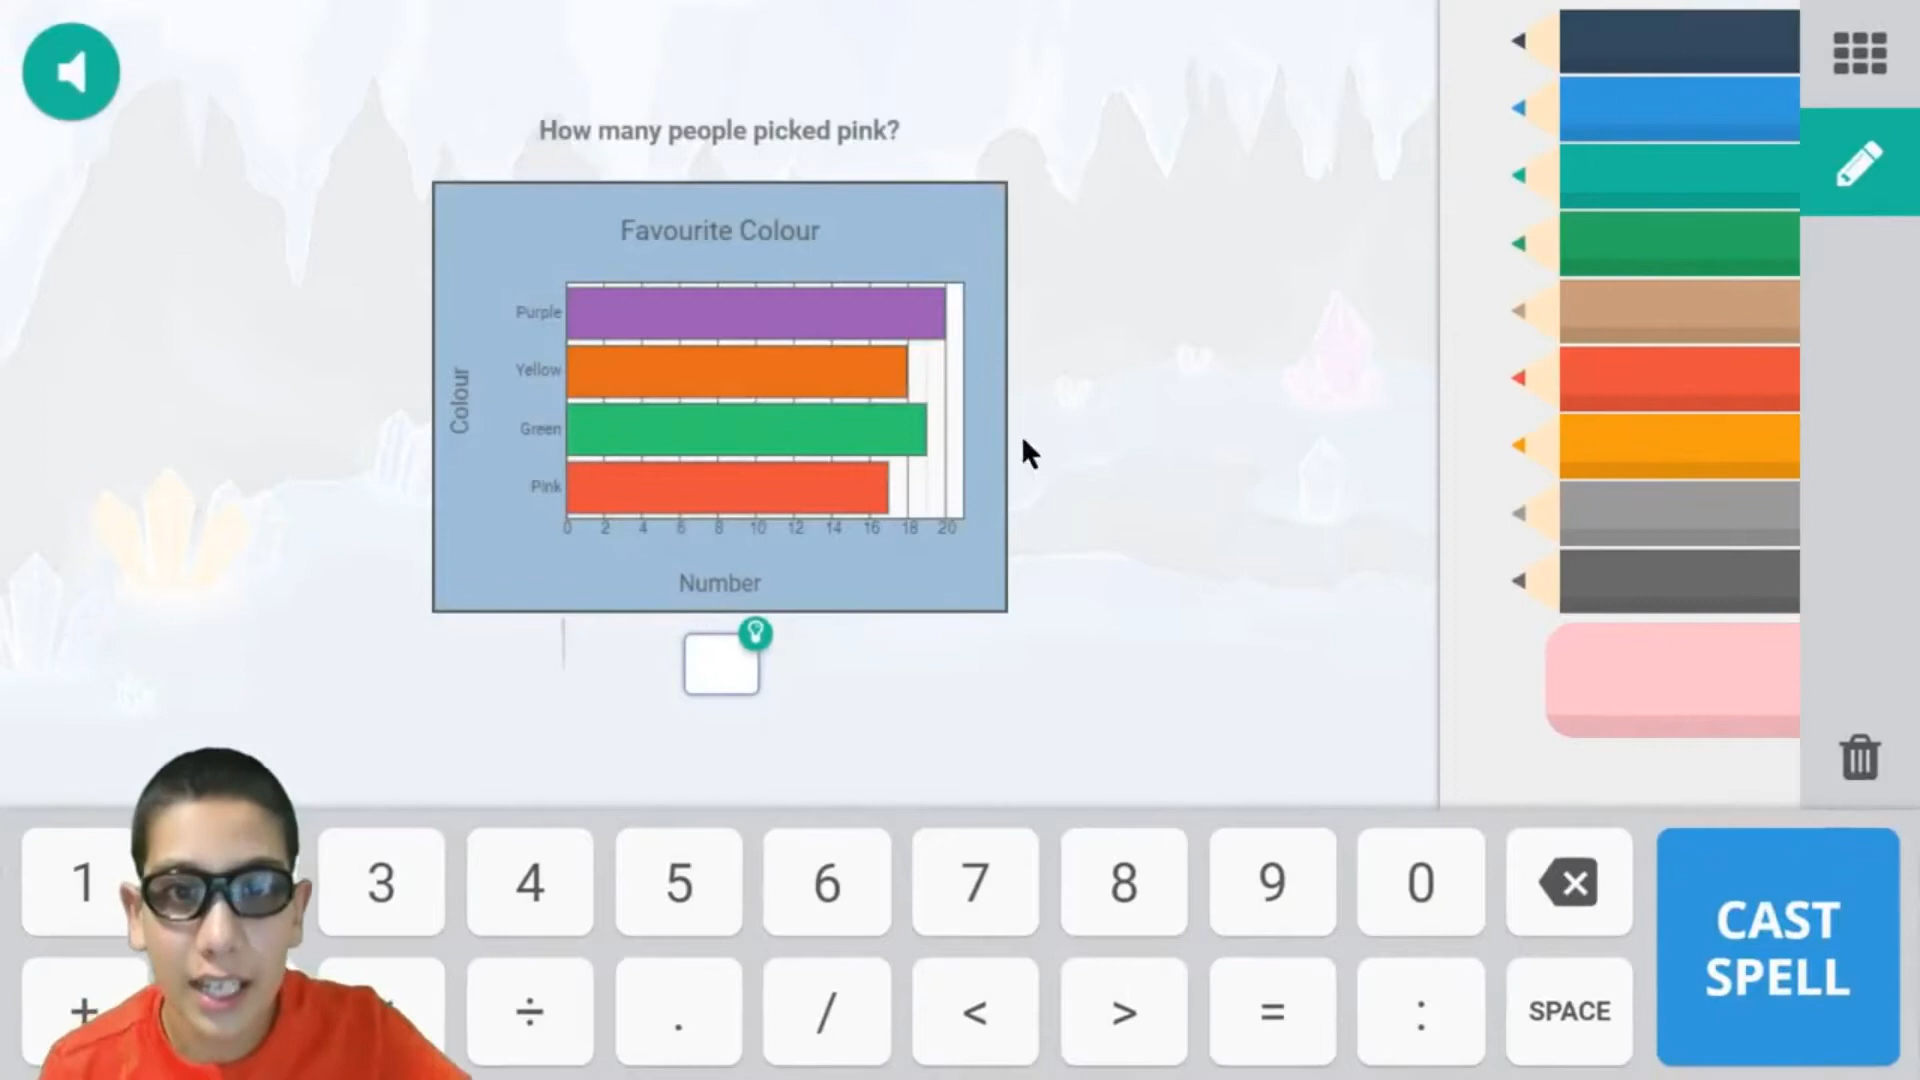 How many people picked pink?
Favourite Colour
Colour
Purple
Yellow
Green
Pink
0 2 4 6 8 10 12 14 16 18 20
Number
1 3 4 5 6 7 8 9 0
CAST
SPELL
+ ÷ . / < > = : SPACE